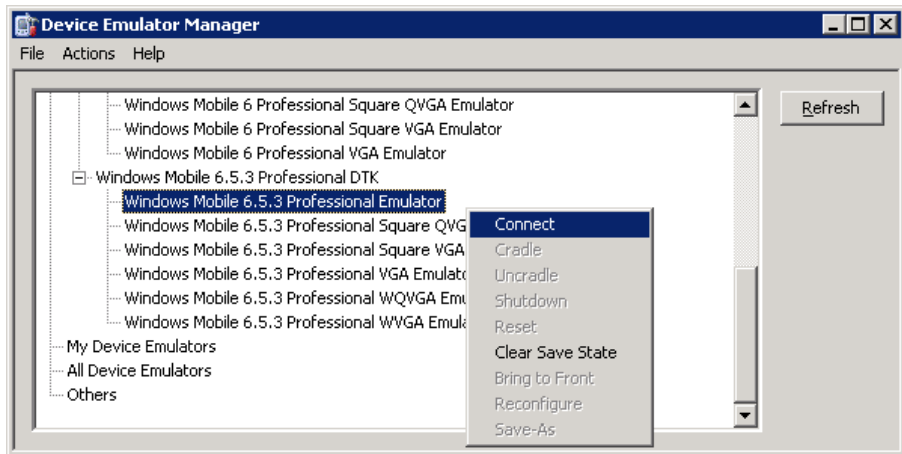 Device Emulator Manager
File Actions Help
Refresh
Windows Mobile 6 Professional Square QVGA Emulator
Windows Mobile 6 Professional Square VGA Emulator
Windows Mobile 6 Professional VGA Emulator
Windows Mobile 6.5.3 Professional DTK
Windows Mobile 6.5.3 Professional Emulator
Windows Mobile 6.5.3 Professional Square QVG
Windows Mobile 6.5.3 Professional Square VGA
Windows Mobile 6.5.3 Professional VGA Emulat
Windows Mobile 6.5.3 Professional WQVGA Em
Windows Mobile 6.5.3 Professional WVGA Emul
My Device Emulators
All Device Emulators
Others
Connect
Cradle
Uncradle
Shutdown
Reset
Clear Save State
Bring to Front
Reconfigure
Save-As